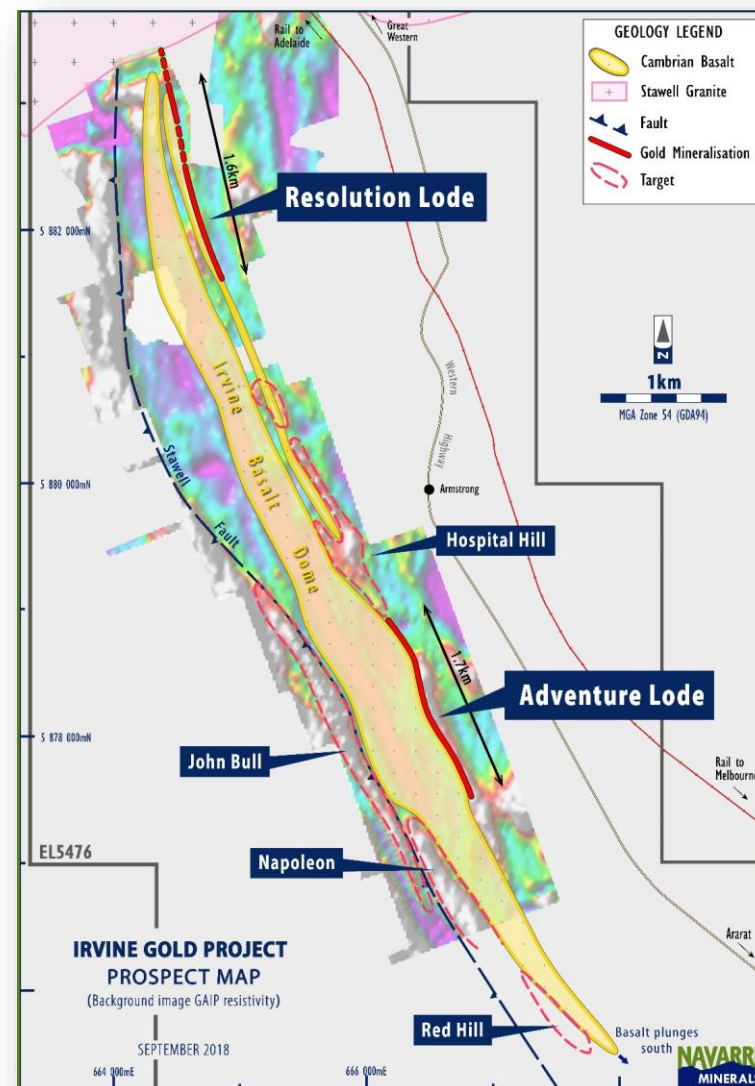 Rail to
Adelaide
Great
Western
GEOLOGY LEGEND
Cambrian Basalt
Stawell Granite
Fault
Gold Mineralisation
Target
1.6km
Resolution Lode
5 882 000mN
N
1km
MGA Zone 54 (GDA94)
Irvine
Basalt
Dome
Western
Highway
5 880 000mN
Armstrong
Stawell
Fault
Hospital Hill
1.7km
Adventure Lode
5 878 000mN
John Bull
Rail to
Melbourne
EL5476
Napoleon
IRVINE GOLD PROJECT
PROSPECT MAP
(Background image GAIP resistivity)
Ararat
SEPTEMBER 2018
Red Hill
Basalt plunges
south
NAVARR
MINERALS
664 000mE
666 000mE